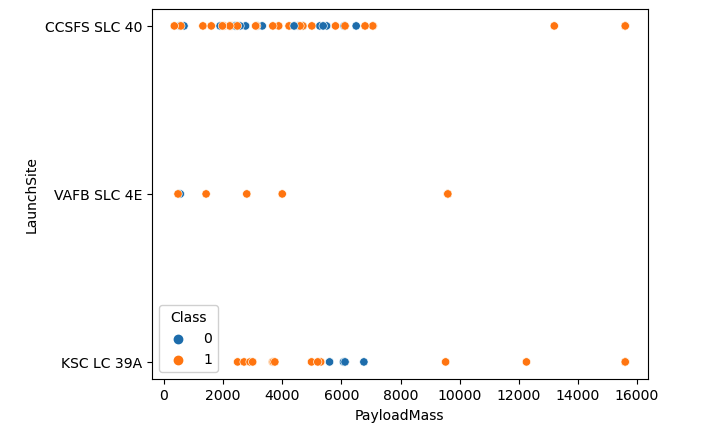 CCSFS SLC 40
VAFB SLC 4E
KSC LC 39A
LaunchSite
Class
0
1
0 2000 4000 6000 8000 10000 12000 14000 16000
PayloadMass